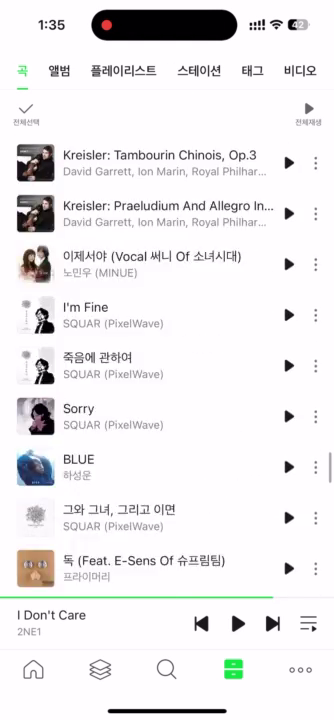 1:35
42
곡 앨범 플레이리스트 스테이션 태그 비디오
전체선택 전체재생
Kreisler: Tambourin Chinois, Op.3
David Garrett, Ion Marin, Royal Philhar...
Kreisler: Praeludium And Allegro In...
David Garrett, Ion Marin, Royal Philhar...
이제서야 (Vocal 써니 Of 소녀시대)
노민우 (MINUE)
I'm Fine
SQUAR (PixelWave)
죽음에 관하여
SQUAR (PixelWave)
Sorry
SQUAR (PixelWave)
BLUE
하성운
그와 그녀, 그리고 이면
SQUAR (PixelWave)
독 (Feat. E-Sens Of 슈프림팀)
프라이머리
I Don't Care
2NE1